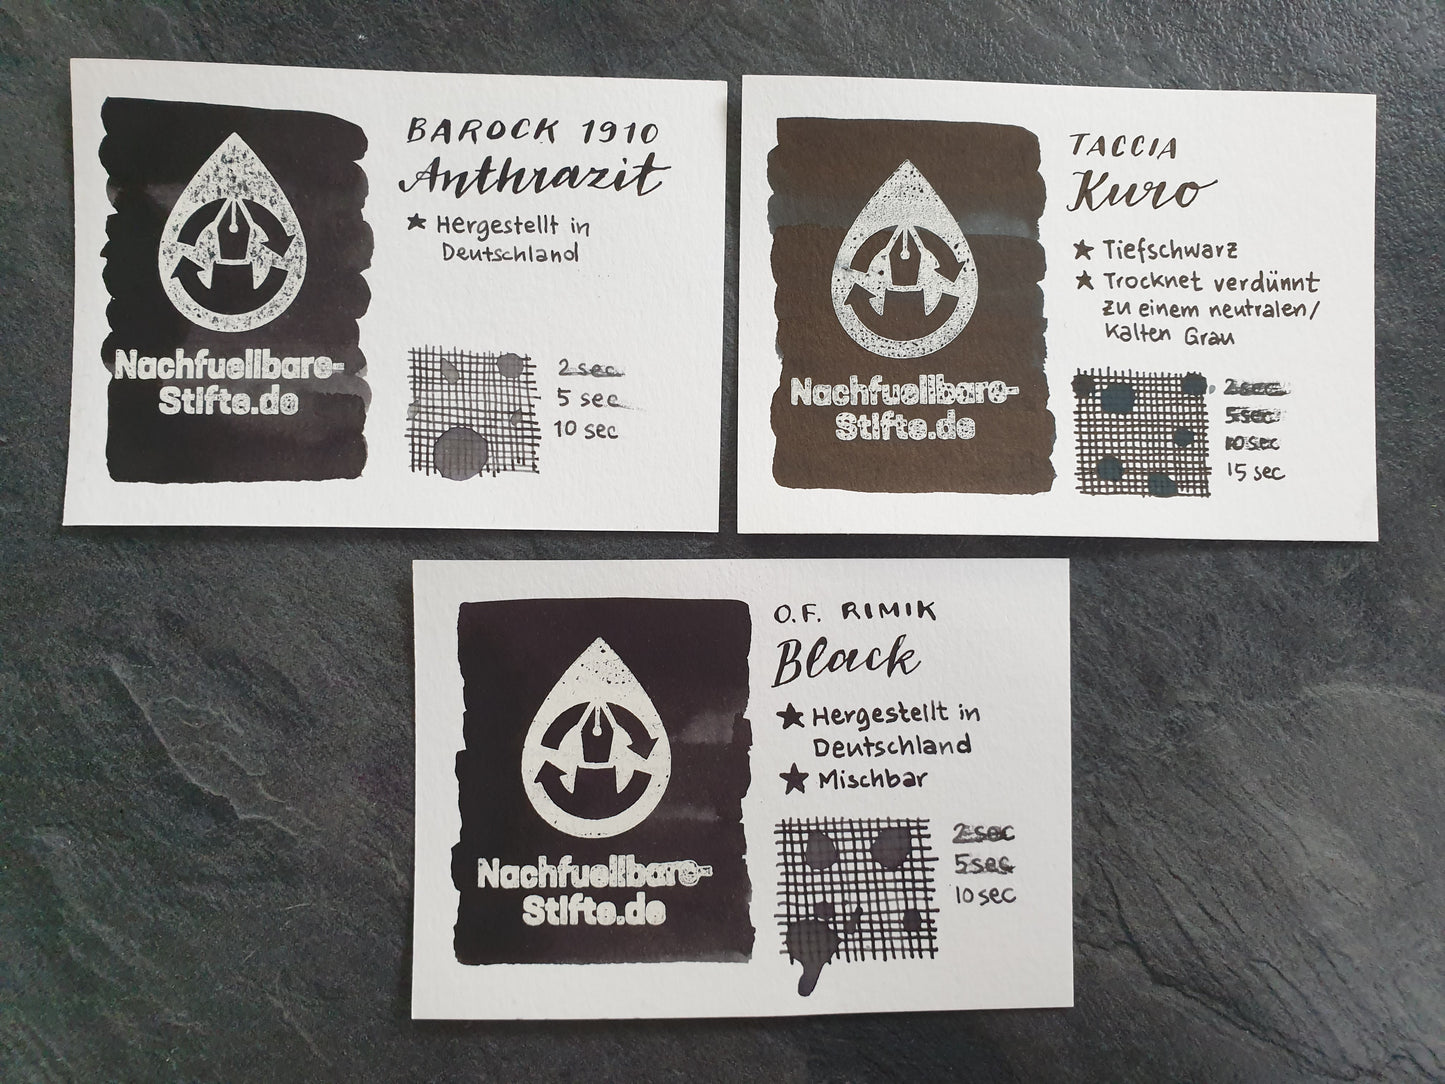 BAROCK 1910
Anthrazit
★ Hergestellt in
Deutschland
Nachfuellbare-
Stifte.de
2 sec
5 sec
10 sec
TACCIA
Kuro
★ Tiefschwarz
★ Trocknet verdünnt
zu einem neutralen/
kalten Grau
Nachfuellbare-
Stifte.de
2 sec
5 sec
10 sec
15 sec
O.F. RIMIK
Black
★ Hergestellt in
Deutschland
★ Mischbar
Nachfuellbare-
Stifte.de
2 sec
5 sec
10 sec